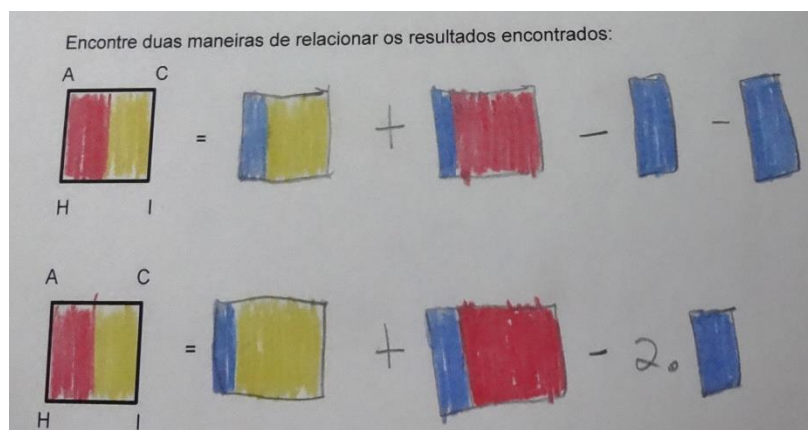 Encontre duas maneiras de relacionar os resultados encontrados:
A C
= + - -
H I
A C
= + - 2.
H I